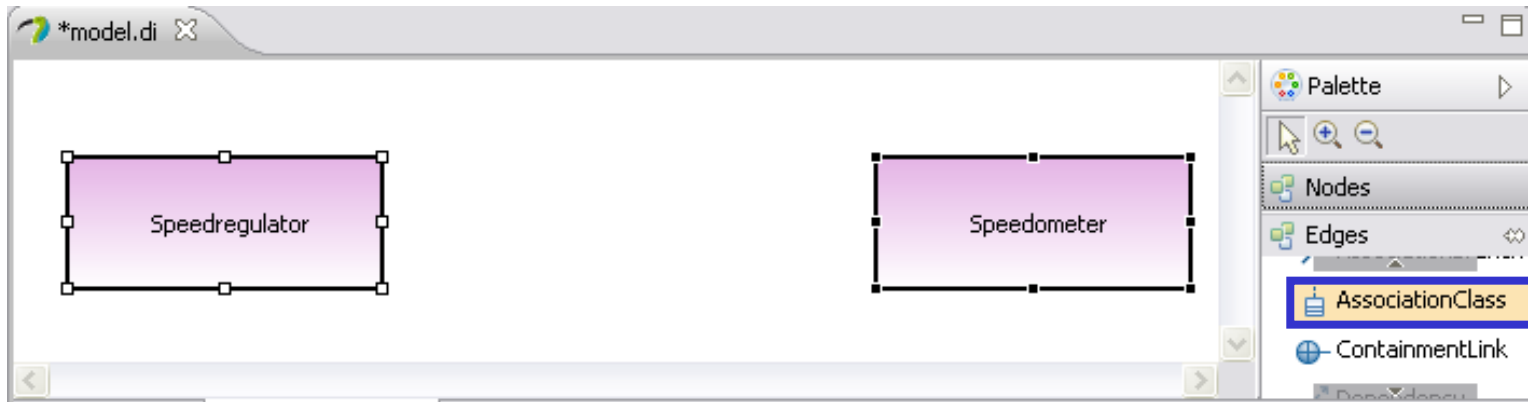 *model.di
Palette
Nodes
Speedregulator
Speedometer
Edges
AssociationClass
ContainmentLink